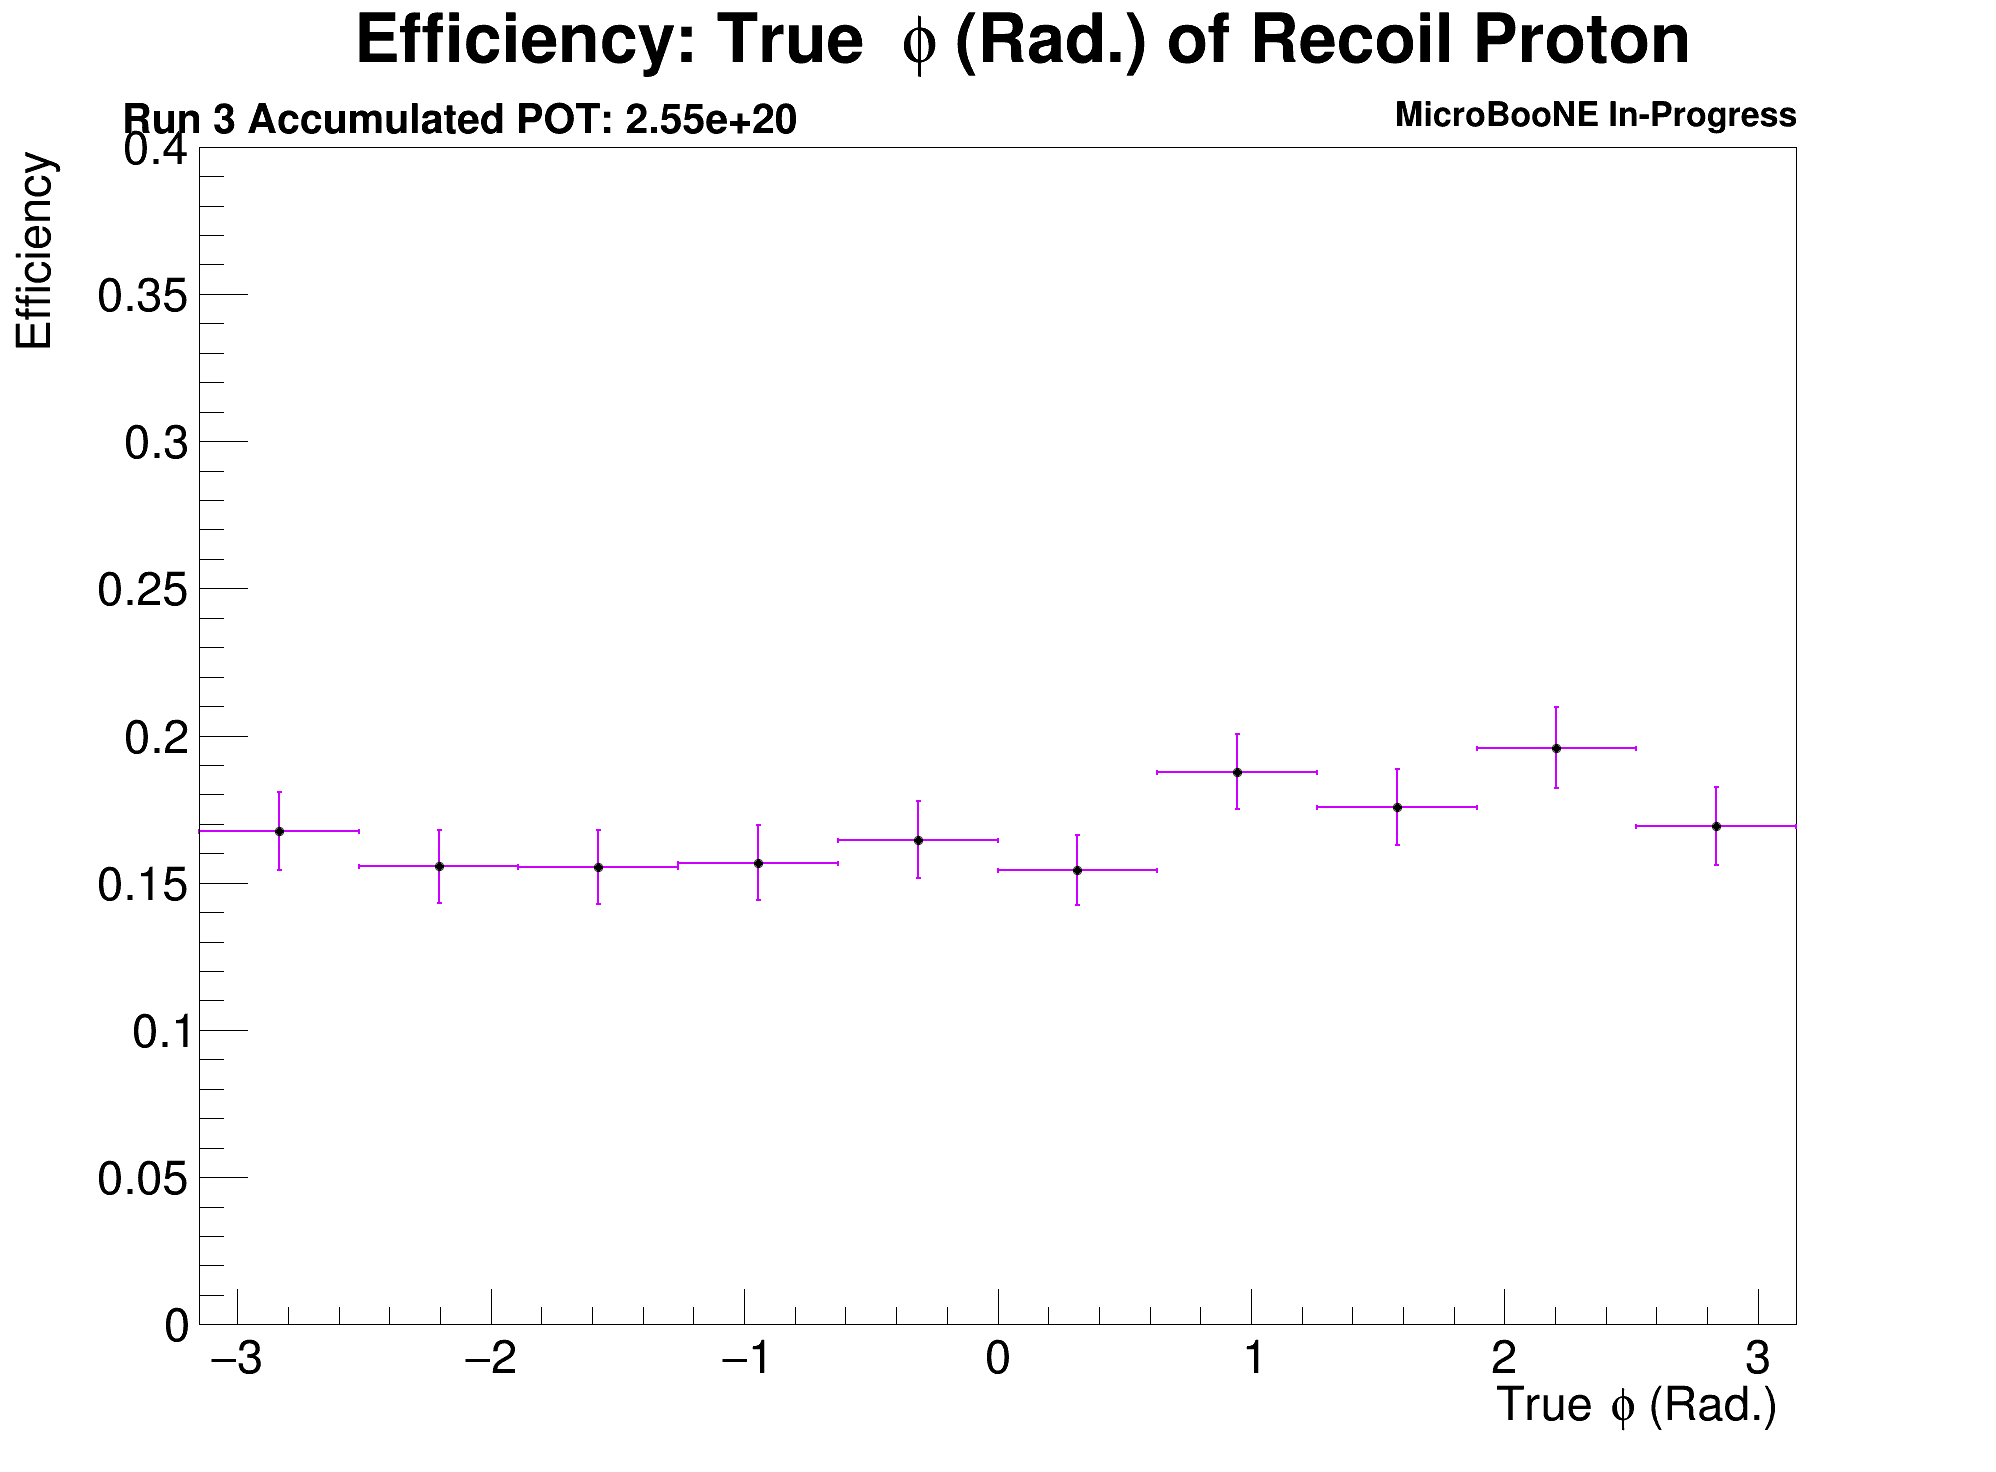 Efficiency: True ϕ (Rad.) of Recoil Proton
Run 3 Accumulated POT: 2.55e+20
MicroBooNE In-Progress
Efficiency
0.4
0.35
0.3
0.25
0.2
0.15
0.1
0.05
0
−3 −2 −1 0 1 2 3
True ϕ (Rad.)